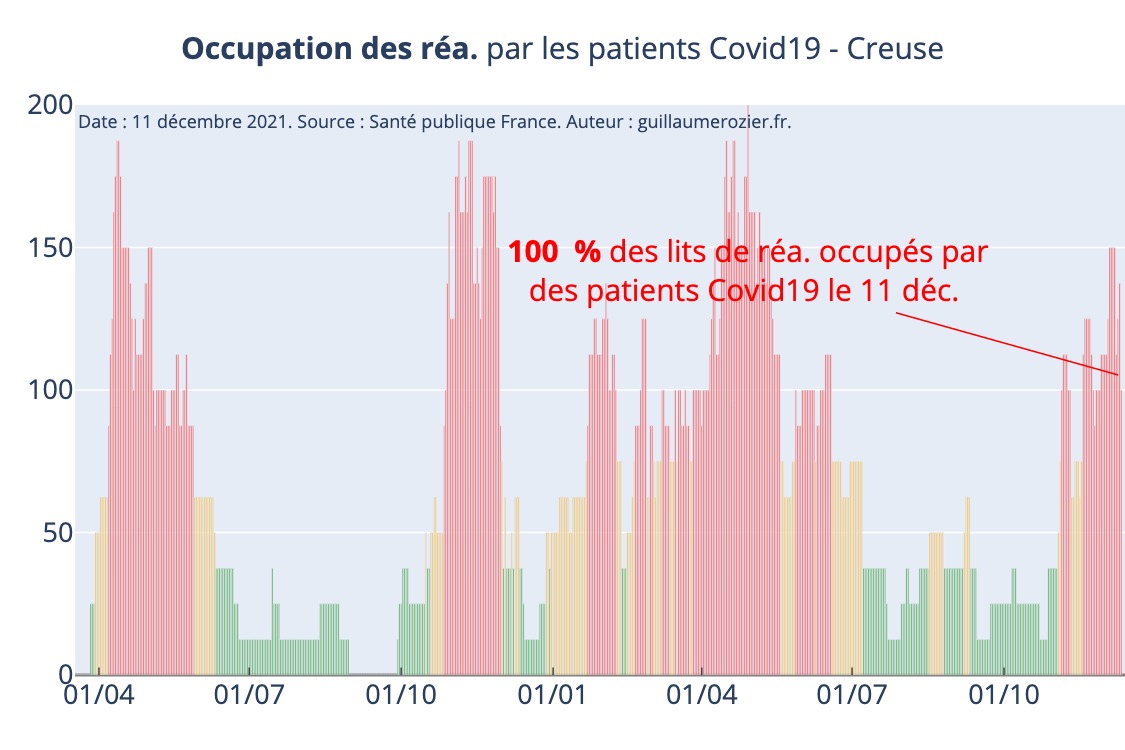 Occupation des réa. par les patients Covid19 - Creuse
200
Date : 11 décembre 2021. Source : Santé publique France. Auteur : guillaumerozier.fr.
150
100 % des lits de réa. occupés par
des patients Covid19 le 11 déc.
100
50
0
01/04 01/07 01/10 01/01 01/04 01/07 01/10